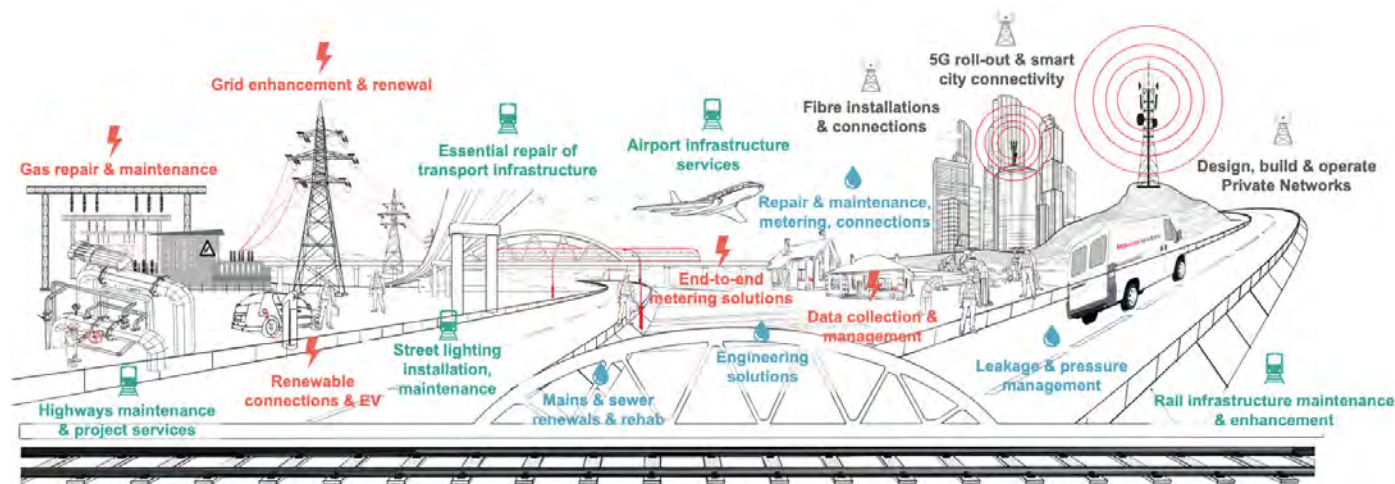 5G roll-out & smart
city connectivity
Grid enhancement & renewal
Fibre installations
& connections
Essential repair of
transport infrastructure
Airport infrastructure
services
Gas repair & maintenance
Design, build & operate
Private Networks
Repair & maintenance,
metering, connections
End-to-end
metering solutions
Data collection &
management
Street lighting
installation,
maintenance
Engineering
solutions
Leakage & pressure
management
Renewable
connections & EV
Mains & sewer
renewals & rehab
Highways maintenance
& project services
Rail infrastructure maintenance
& enhancement